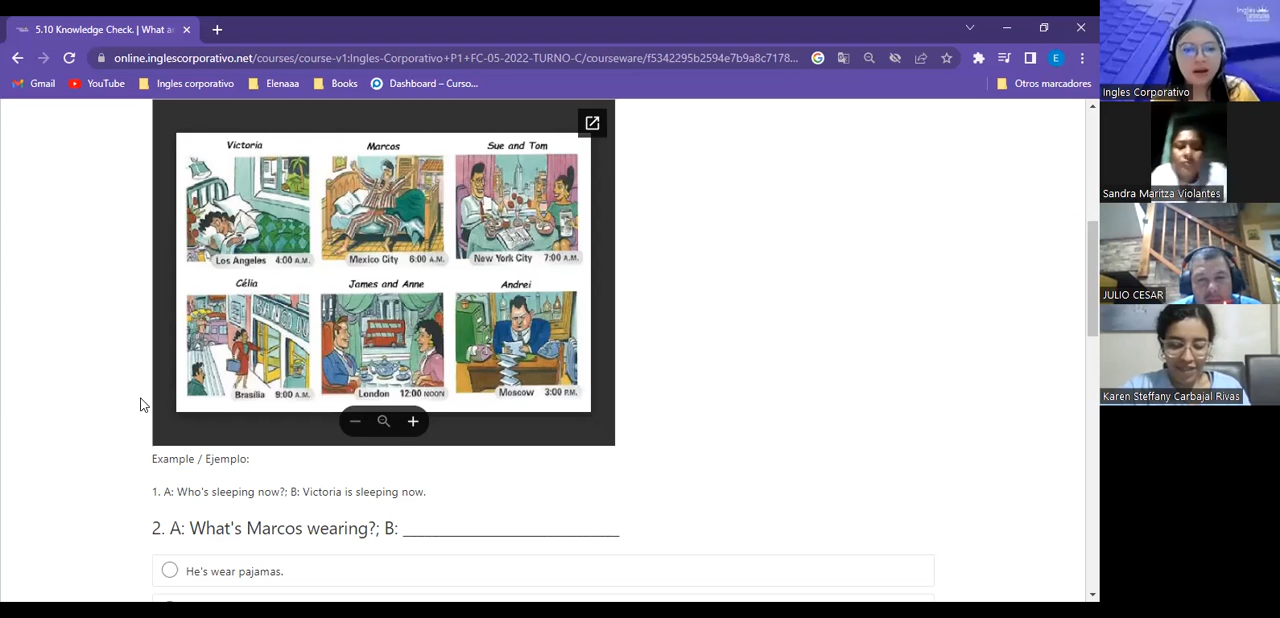 5.10 Knowledge Check. | What a
online.inglescorporativo.net/courses/course-v1:Ingles-Corporativo+P1+FC-05-2022-TURNO-C/courseware/f5342295b2594e7b9a8c7178...
E
Gmail
YouTube
Ingles corporativo
Elenaaa
Books
Dashboard – Curso...
Otros marcadores
Victoria
Marcos
Sue and Tom
Los Angeles 4:00 A.M.
Mexico City 6:00 A.M.
New York City 7:00 A.M.
Célia
James and Anne
Andrei
Brasília 9:00 A.M.
London 12:00 NOON
Moscow 3:00 P.M.
Example / Ejemplo:
1. A: Who's sleeping now?; B: Victoria is sleeping now.
2. A: What's Marcos wearing?; B: ________________________
He's wear pajamas.
Ingles Corporativo
Sandra Maritza Violantes
JULIO CESAR
Karen Steffany Carbajal Rivas